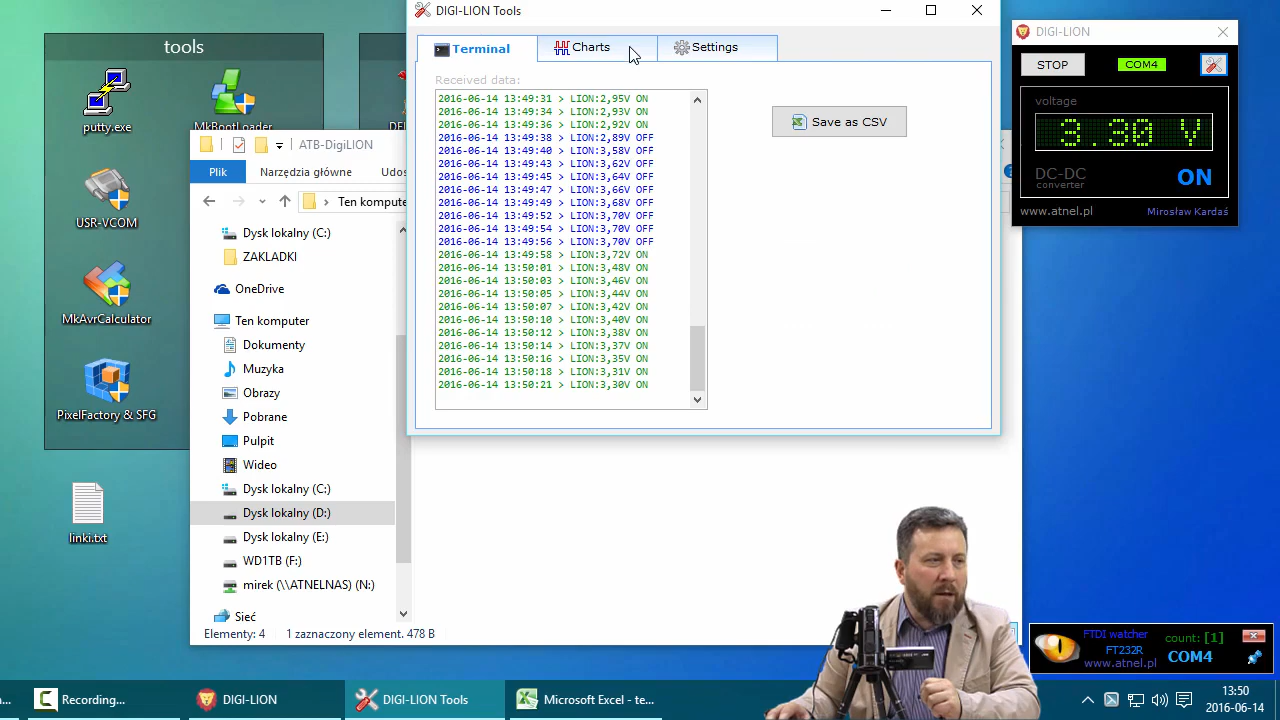 tools
putty.exe
MkBootLoader
USR-VCOM
MkAvrCalculator
PixelFactory & SFG
linki.txt
ATB-DigiLION
Plik
Narzędzia główne
Ten kompute
Dysk lokalny (C:)
ZAKLADKI
OneDrive
Ten komputer
Dokumenty
Muzyka
Obrazy
Pobrane
Pulpit
Wideo
Dysk lokalny (C:)
Dysk lokalny (D:)
Dysk lokalny (E:)
WD1TB (F:)
mirek (\\ATNELNAS) (N:)
Sieć
Elementy: 4 1 zaznaczony element. 478 B
DIGI-LION Tools
Terminal
Charts
Settings
Received data:
2016-06-14 13:49:31 > LION:2,95V ON
2016-06-14 13:49:34 > LION:2,93V ON
2016-06-14 13:49:36 > LION:2,92V ON
2016-06-14 13:49:38 > LION:2,89V OFF
2016-06-14 13:49:40 > LION:3,58V OFF
2016-06-14 13:49:43 > LION:3,62V OFF
2016-06-14 13:49:45 > LION:3,64V OFF
2016-06-14 13:49:47 > LION:3,66V OFF
2016-06-14 13:49:49 > LION:3,68V OFF
2016-06-14 13:49:52 > LION:3,70V OFF
2016-06-14 13:49:54 > LION:3,70V OFF
2016-06-14 13:49:56 > LION:3,70V OFF
2016-06-14 13:49:58 > LION:3,72V ON
2016-06-14 13:50:01 > LION:3,48V ON
2016-06-14 13:50:03 > LION:3,46V ON
2016-06-14 13:50:05 > LION:3,44V ON
2016-06-14 13:50:07 > LION:3,42V ON
2016-06-14 13:50:10 > LION:3,40V ON
2016-06-14 13:50:12 > LION:3,38V ON
2016-06-14 13:50:14 > LION:3,37V ON
2016-06-14 13:50:16 > LION:3,35V ON
2016-06-14 13:50:18 > LION:3,31V ON
2016-06-14 13:50:21 > LION:3,30V ON
Save as CSV
DIGI-LION
STOP
COM4
voltage
3.30 V
DC-DC
converter
ON
www.atnel.pl
Mirosław Kardaś
FTDI watcher
count: [1]
FT232R
COM4
www.atnel.pl
Recording...
DIGI-LION
DIGI-LION Tools
Microsoft Excel - te...
13:50
2016-06-14